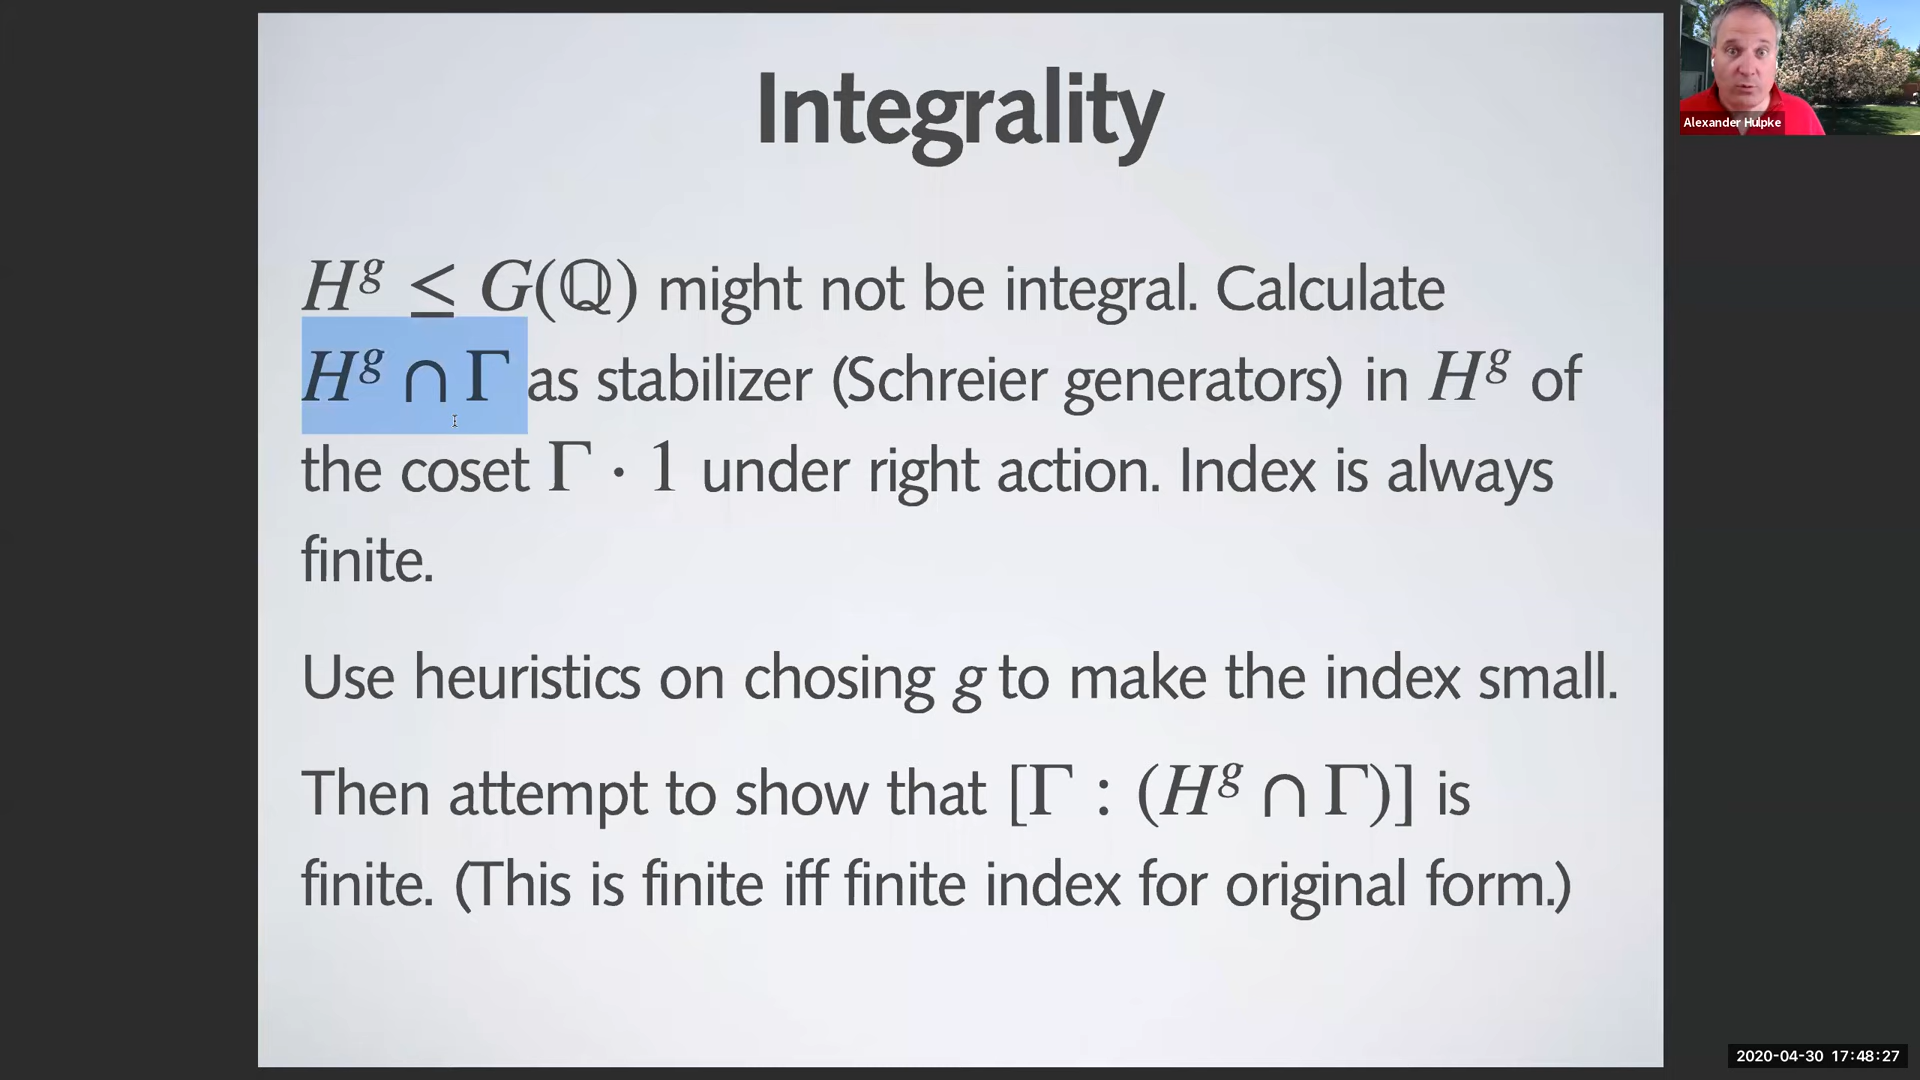 Integrality
Alexander Hulpke
H^g ≤ G(ℚ) might not be integral. Calculate
H^g ∩ Γ as stabilizer (Schreier generators) in H^g of
the coset Γ · 1 under right action. Index is always
finite.
Use heuristics on chosing g to make the index small.
Then attempt to show that [Γ : (H^g ∩ Γ)] is
finite. (This is finite iff finite index for original form.)
2020-04-30 17:48:27